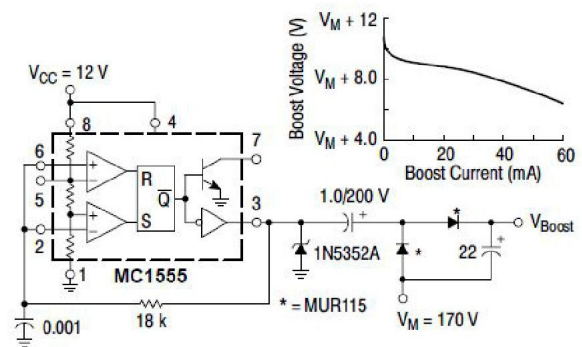 Boost Voltage (V)
V_M + 12
V_M + 8.0
V_M + 4.0
0
20
40
60
Boost Current (mA)
V_CC = 12 V
8
4
7
6
+
−
R
Q̅
5
3
+
−
S
2
1
MC1555
1.0/200 V
+
*
V_Boost
1N5352A
*
22
+
* = MUR115
V_M = 170 V
0.001
18 k